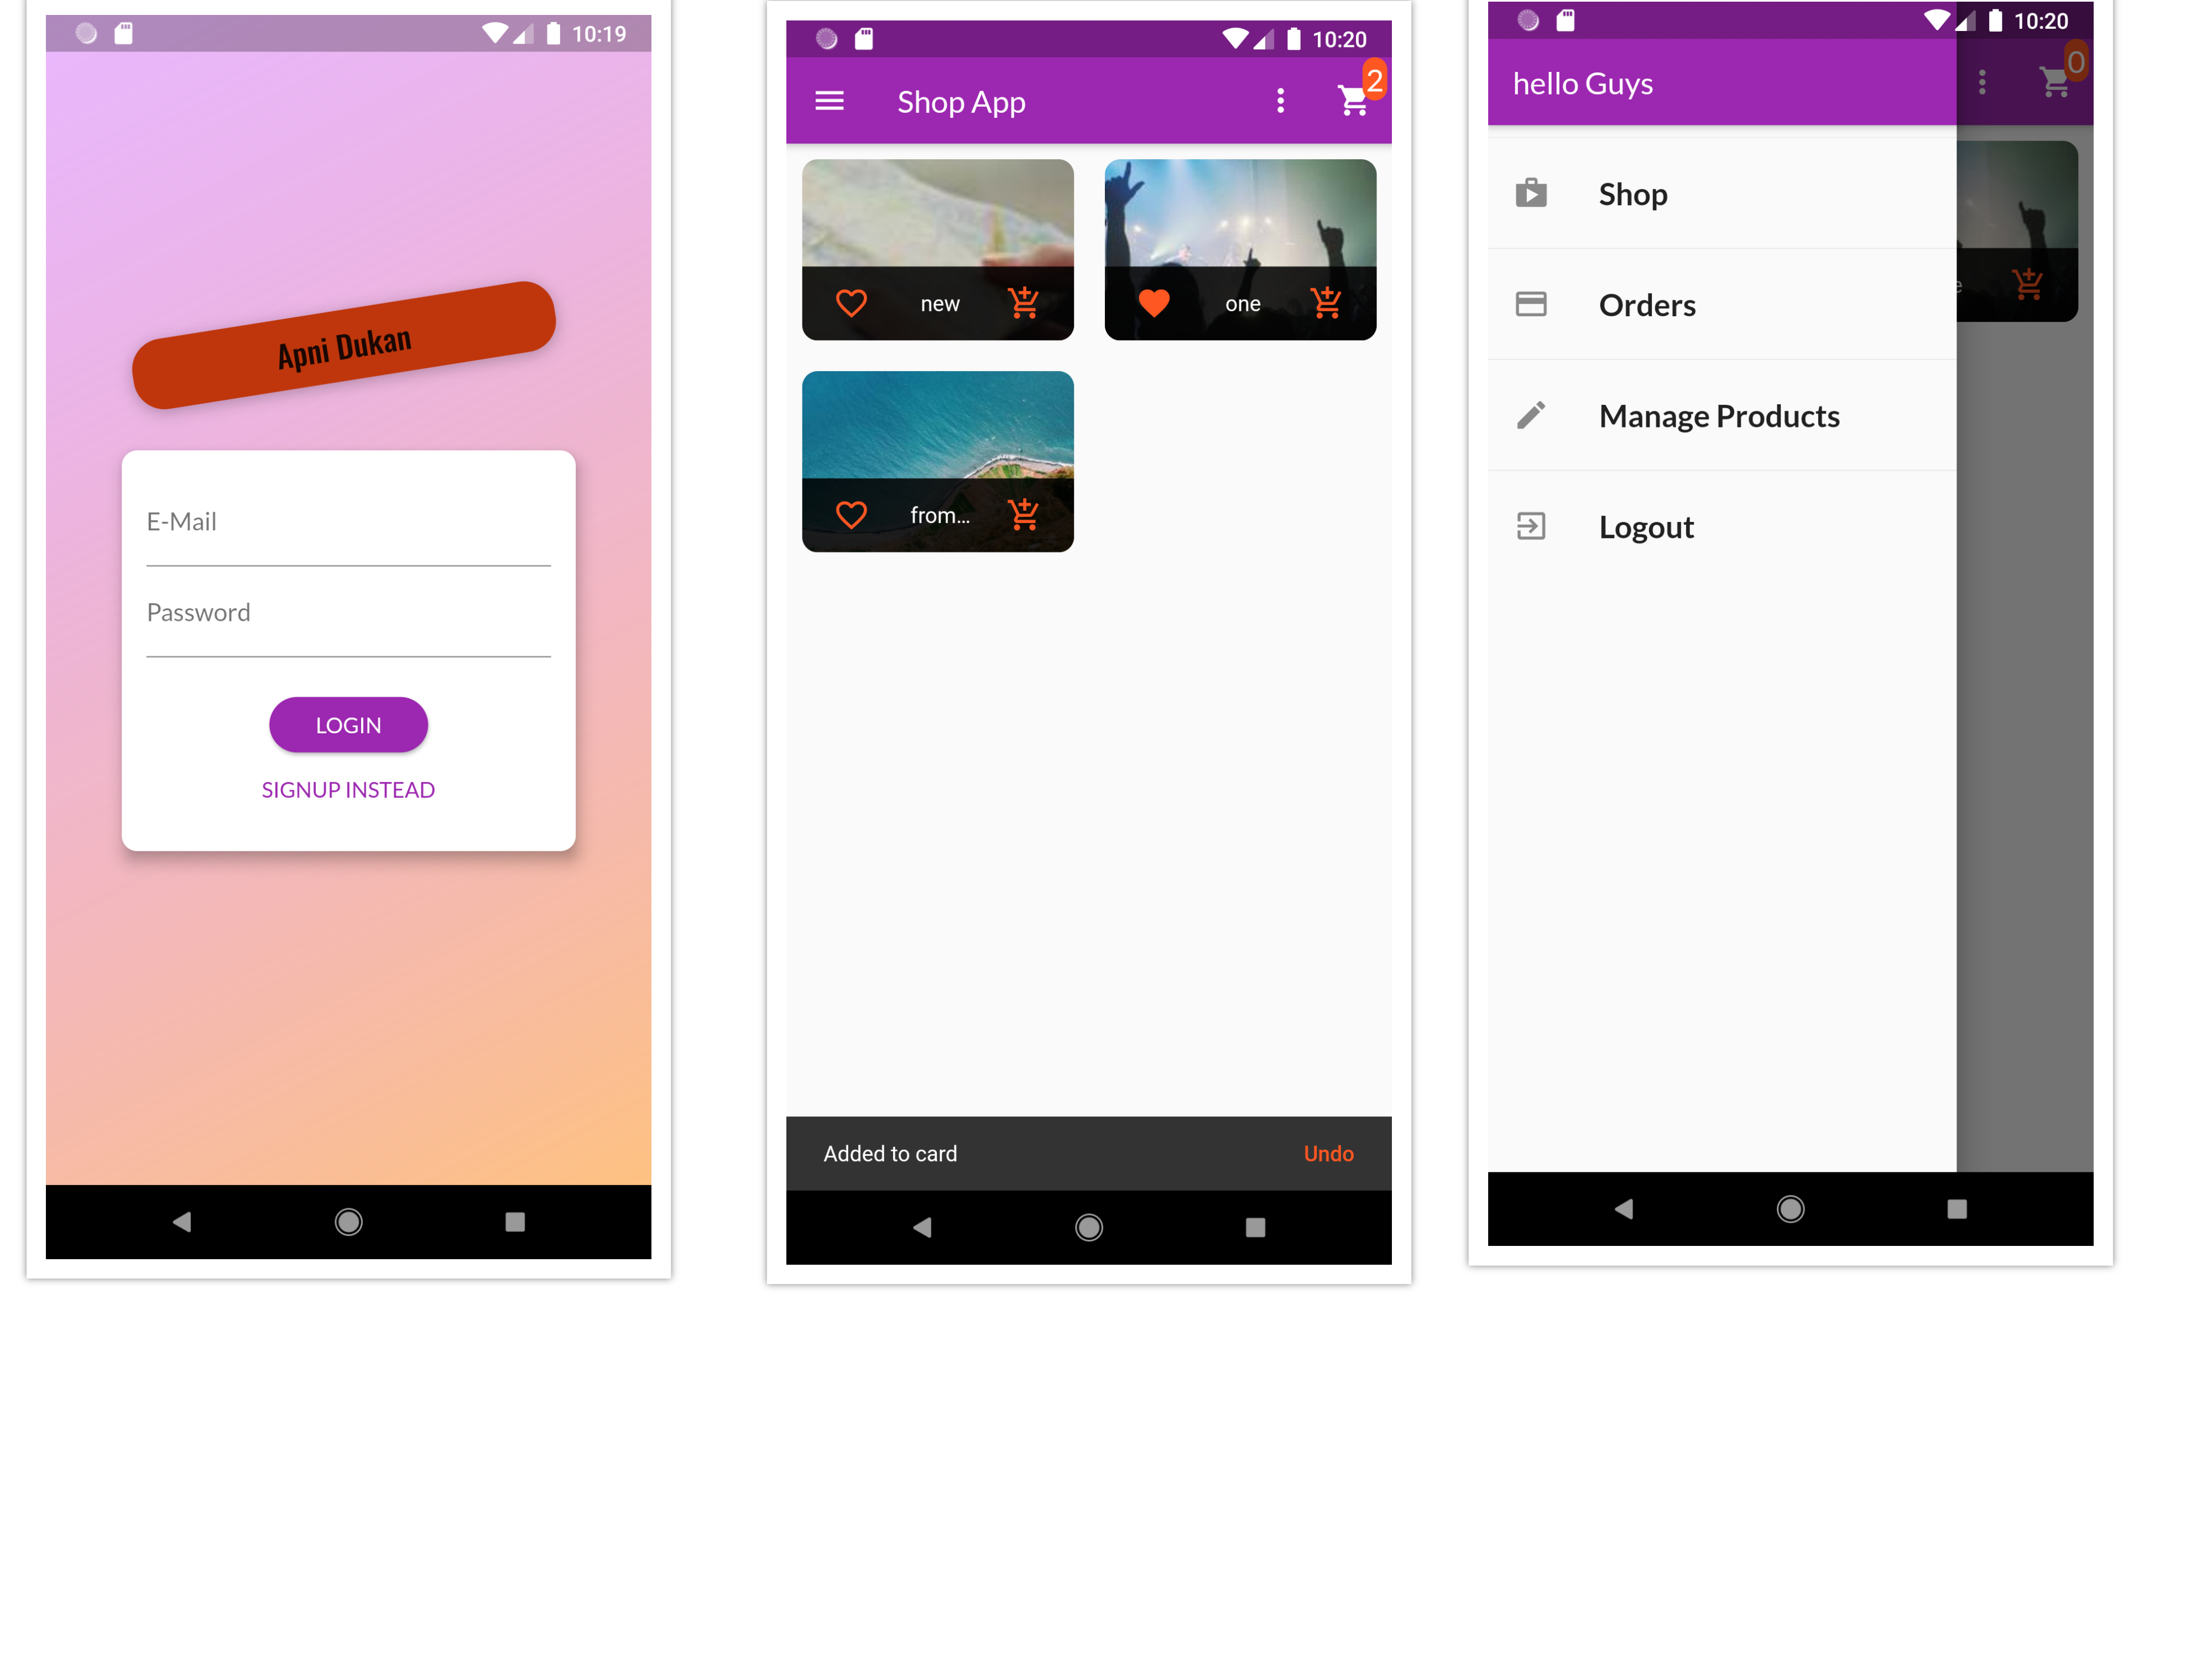 10:19
Apni Dukan
E-Mail
Password
LOGIN
SIGNUP INSTEAD
10:20
Shop App
2
new
one
from...
Added to card
Undo
10:20
hello Guys
0
Shop
e
Orders
Manage Products
Logout